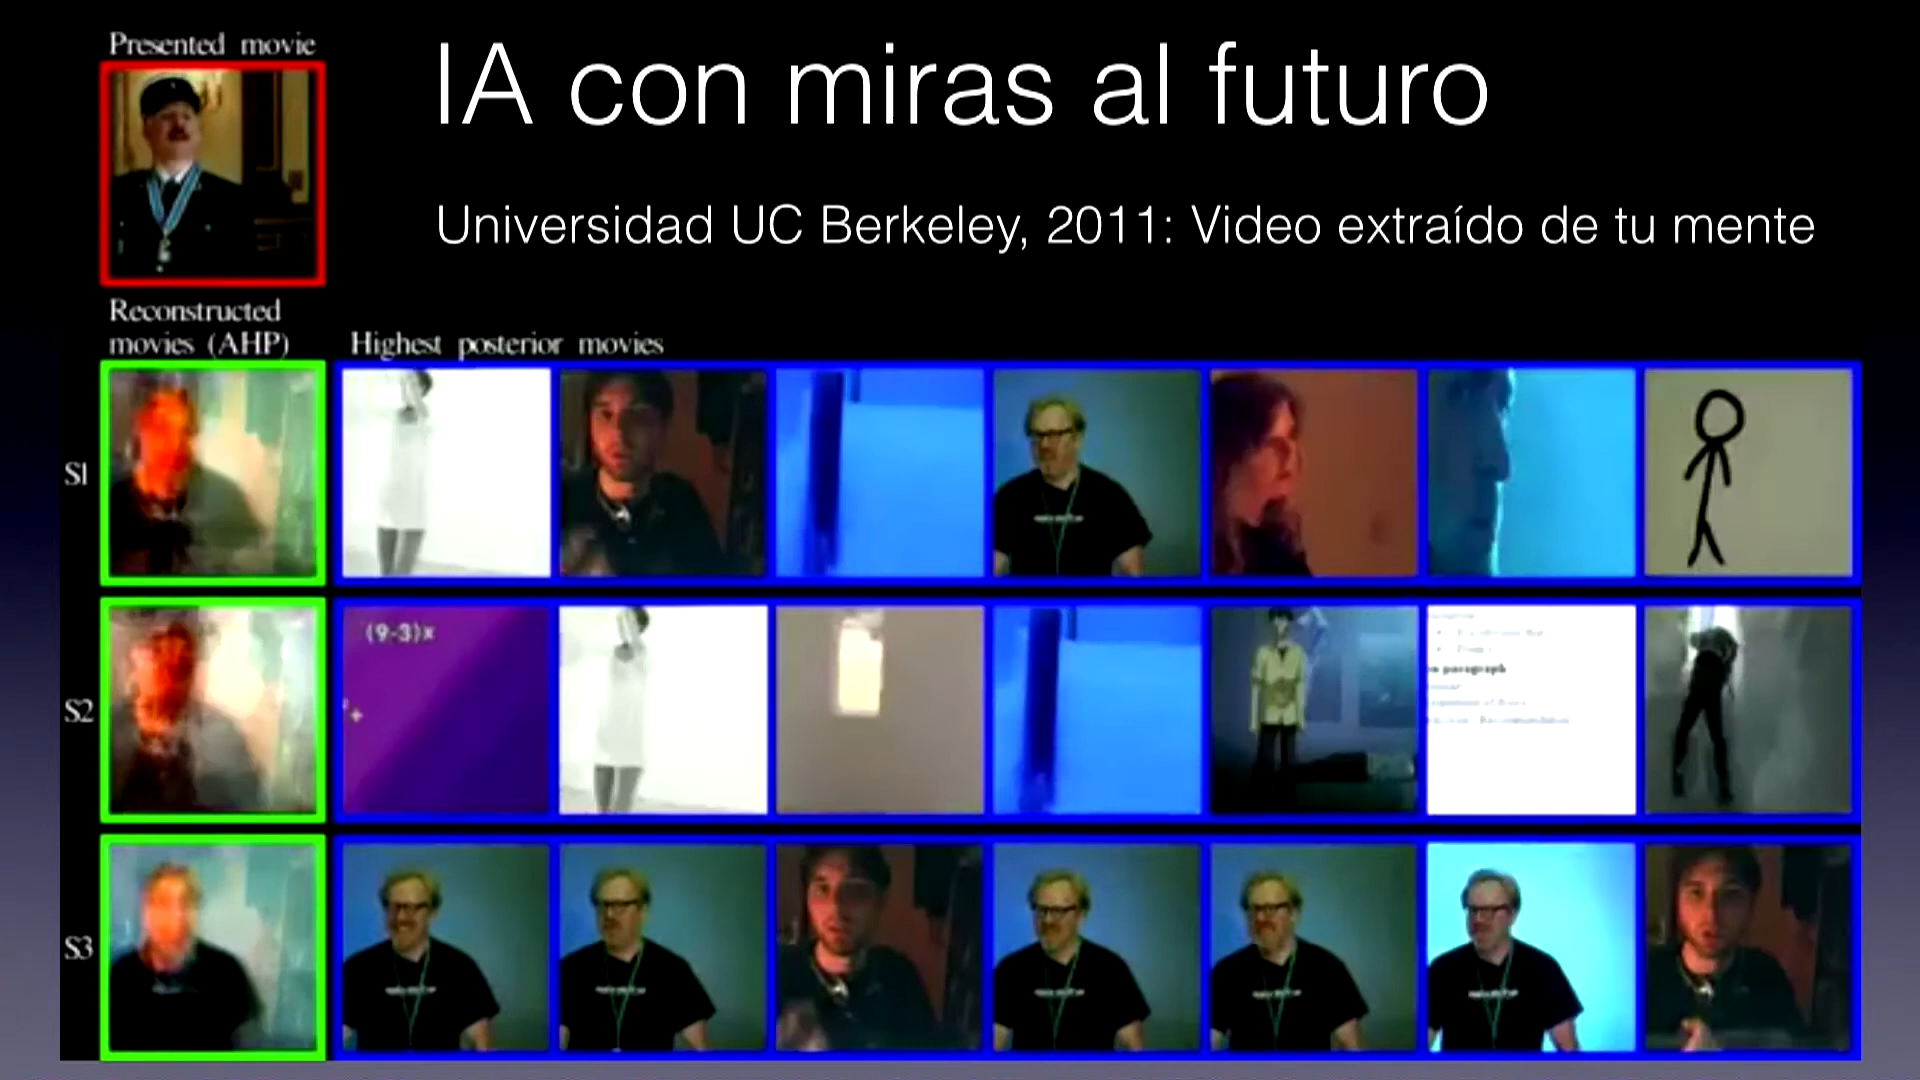 Presented movie
IA con miras al futuro
Universidad UC Berkeley, 2011: Video extraído de tu mente
Reconstructed
movies (AHP)
Highest posterior movies
S1
S2
(9-3)x
+
paragraph
S3